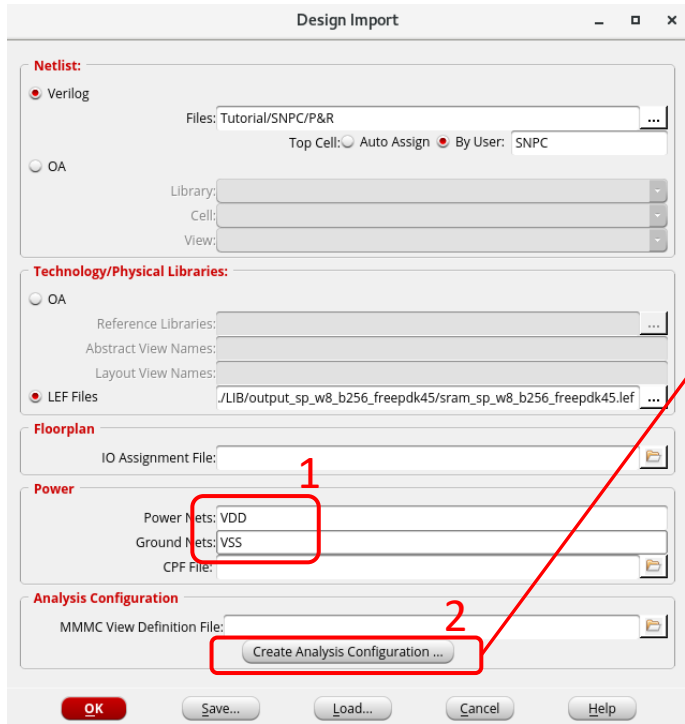 Design Import
Netlist:
Verilog
Files: Tutorial/SNPC/P&R ...
Top Cell: Auto Assign By User: SNPC
OA
Library:
Cell:
View:
Technology/Physical Libraries:
OA
Reference Libraries: ...
Abstract View Names:
Layout View Names:
LEF Files ./LIB/output_sp_w8_b256_freepdk45/sram_sp_w8_b256_freepdk45.lef ...
Floorplan
IO Assignment File:
1
Power
Power Nets: VDD
Ground Nets: VSS
CPF File:
Analysis Configuration
MMMC View Definition File:
2
Create Analysis Configuration ...
OK Save... Load... Cancel Help